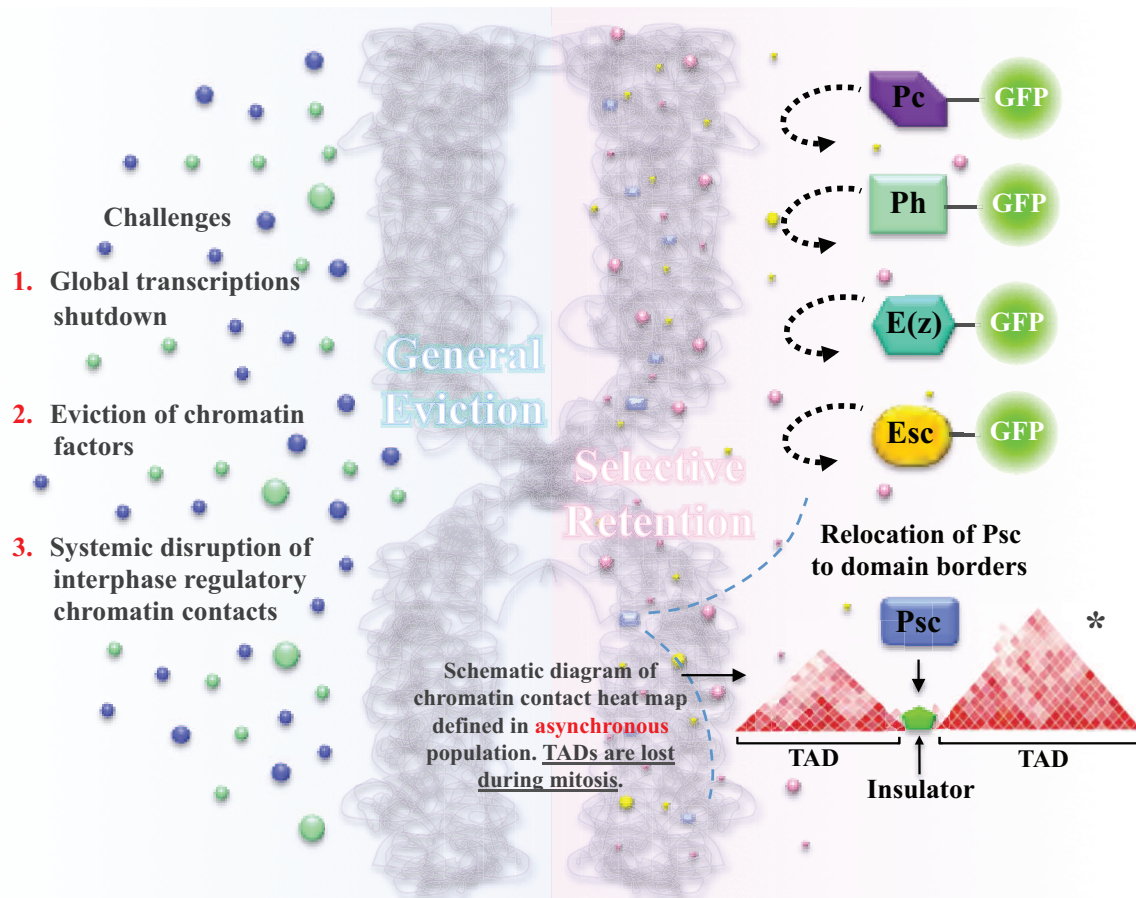 Challenges
1. Global transcriptions
shutdown
2. Eviction of chromatin
factors
3. Systemic disruption of
interphase regulatory
chromatin contacts
General
Eviction
Selective
Retention
Pc
GFP
Ph
GFP
E(z)
GFP
Esc
GFP
Relocation of Psc
to domain borders
Psc
*
Schematic diagram of
chromatin contact heat map
defined in asynchronous
population. TADs are lost
during mitosis.
TAD
TAD
Insulator